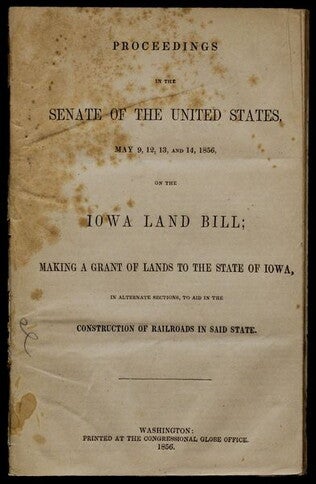 PROCEEDINGS
IN THE
SENATE OF THE UNITED STATES,
MAY 9, 12, 13, AND 14, 1856,
ON THE
IOWA LAND BILL;
MAKING A GRANT OF LANDS TO THE STATE OF IOWA,
IN ALTERNATE SECTIONS, TO AID IN THE
CONSTRUCTION OF RAILROADS IN SAID STATE.
WASHINGTON:
PRINTED AT THE CONGRESSIONAL GLOBE OFFICE.
1856.